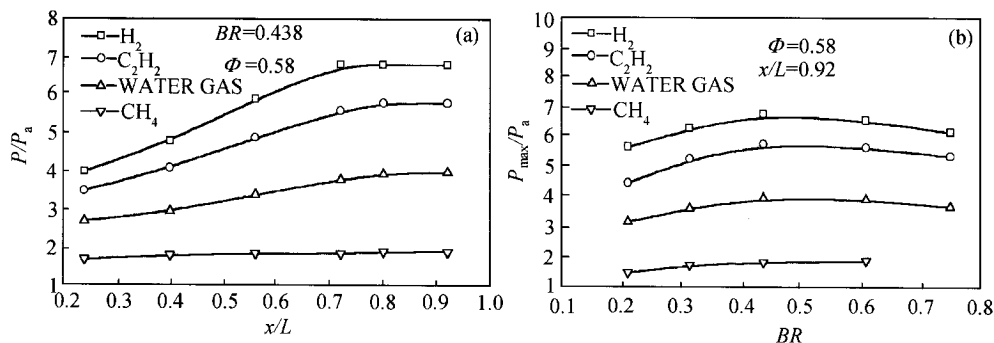 8
7
6
5
4
3
2
1
H₂
C₂H₂
WATER GAS
CH₄
BR=0.438
Φ=0.58
(a)
P/Pₐ
0.2 0.3 0.4 0.5 0.6 0.7 0.8 0.9 1.0
x/L
10
9
8
7
6
5
4
3
2
1
H₂
C₂H₂
WATER GAS
CH₄
Φ=0.58
x/L=0.92
(b)
Pmax/Pₐ
0.1 0.2 0.3 0.4 0.5 0.6 0.7 0.8
BR